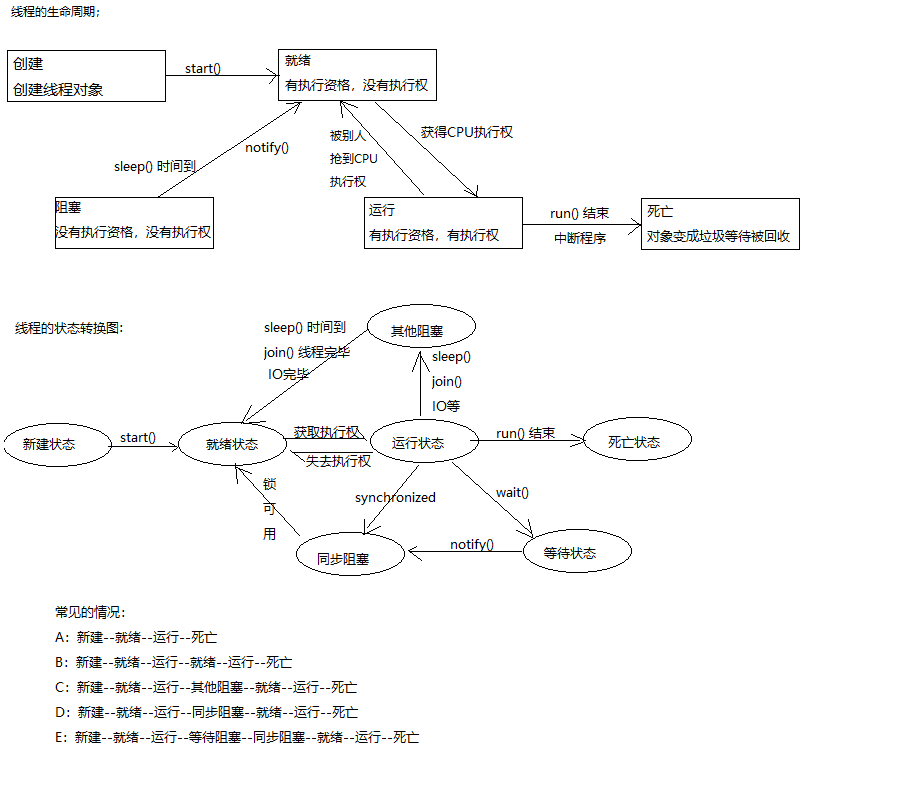 线程的生命周期；
创建
创建线程对象
start()
就绪
有执行资格，没有执行权
sleep() 时间到
notify()
被别人
抢到CPU
执行权
获得CPU执行权
阻塞
没有执行资格，没有执行权
运行
有执行资格，有执行权
run() 结束
中断程序
死亡
对象变成垃圾等待被回收
线程的状态转换图：
sleep() 时间到
join() 线程完毕
IO完毕
其他阻塞
sleep()
join()
IO等
新建状态
start()
就绪状态
获取执行权
失去执行权
运行状态
run() 结束
死亡状态
锁
可
用
synchronized
wait()
同步阻塞
notify()
等待状态
常见的情况：
A：新建--就绪--运行--死亡
B：新建--就绪--运行--就绪--运行--死亡
C：新建--就绪--运行--其他阻塞--就绪--运行--死亡
D：新建--就绪--运行--同步阻塞--就绪--运行--死亡
E：新建--就绪--运行--等待阻塞--同步阻塞--就绪--运行--死亡